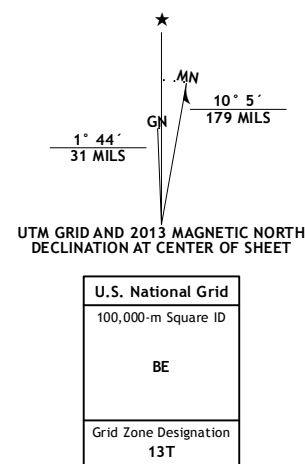 ★
MN
GN
10° 5´
179 MILS
1° 44´
31 MILS
UTM GRID AND 2013 MAGNETIC NORTH
DECLINATION AT CENTER OF SHEET
U.S. National Grid
100,000-m Square ID
BE
Grid Zone Designation
13T